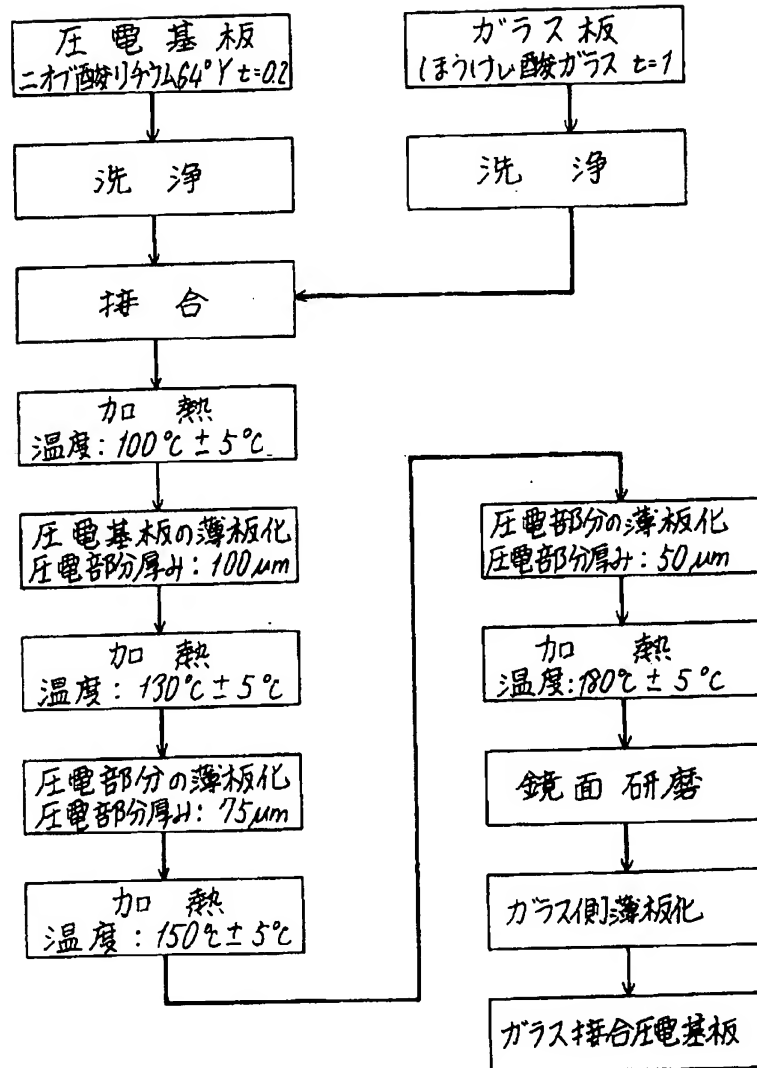 圧電基板
ニオブ酸リチウム64°Y t=0.2
洗浄
ガラス板
ほうけい酸ガラス t=1
洗浄
接合
加熱
温度：100℃±5℃
圧電基板の薄板化
圧電部分厚み：100μm
加熱
温度：130℃±5℃
圧電部分の薄板化
圧電部分厚み：75μm
加熱
温度：150℃±5℃
圧電部分の薄板化
圧電部分厚み：50μm
加熱
温度：180℃±5℃
鏡面研磨
ガラス側薄板化
ガラス接合圧電基板